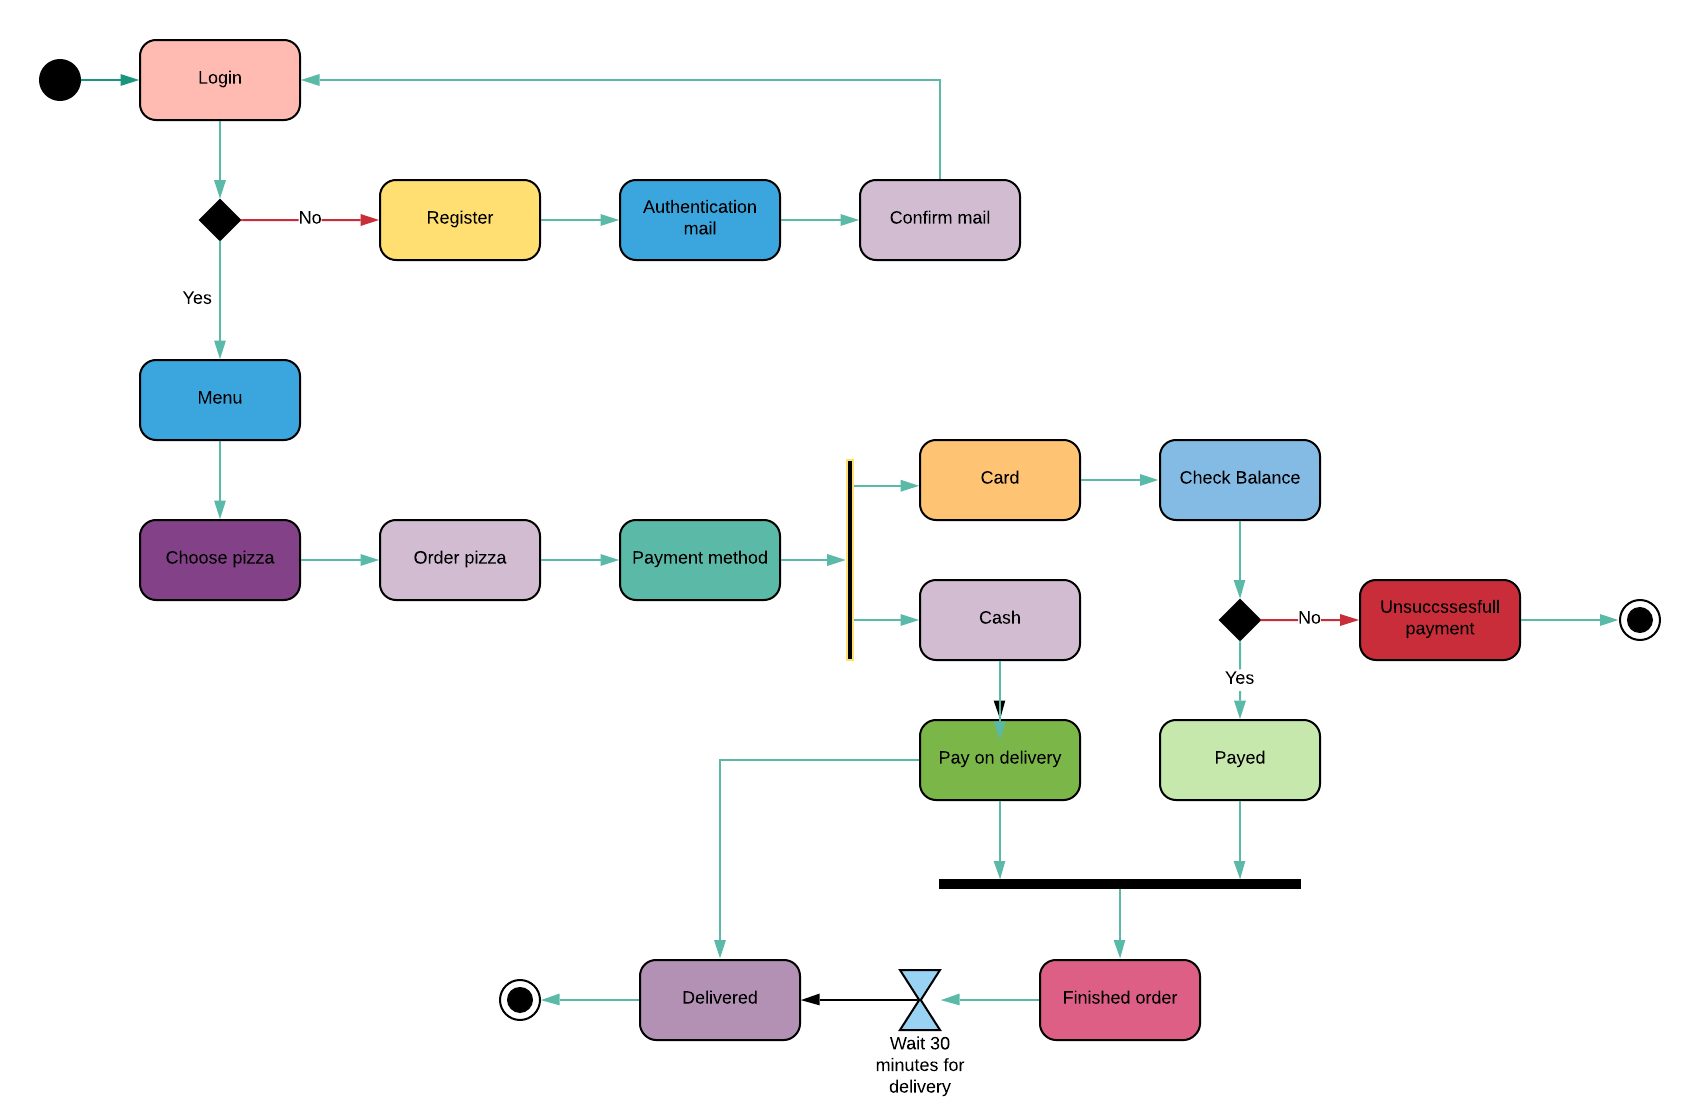 Login
No
Register
Authentication
mail
Confirm mail
Yes
Menu
Card
Check Balance
Choose pizza
Order pizza
Payment method
Cash
No
Unsuccssesfull
payment
Yes
Pay on delivery
Payed
Delivered
Finished order
Wait 30
minutes for
delivery